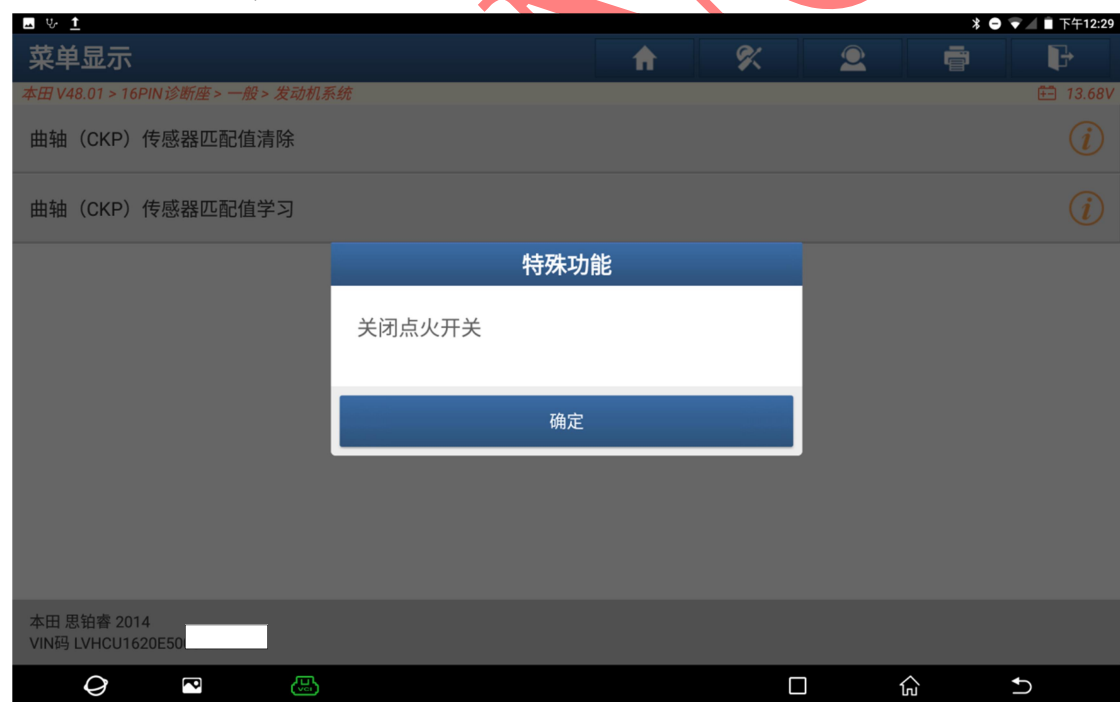 下午12:29
菜单显示
本田 V48.01 > 16PIN诊断座 > 一般 > 发动机系统
13.68V
曲轴（CKP）传感器匹配值清除
曲轴（CKP）传感器匹配值学习
特殊功能
关闭点火开关
确定
本田 思铂睿 2014
VIN码 LVHCU1620E50
VCI